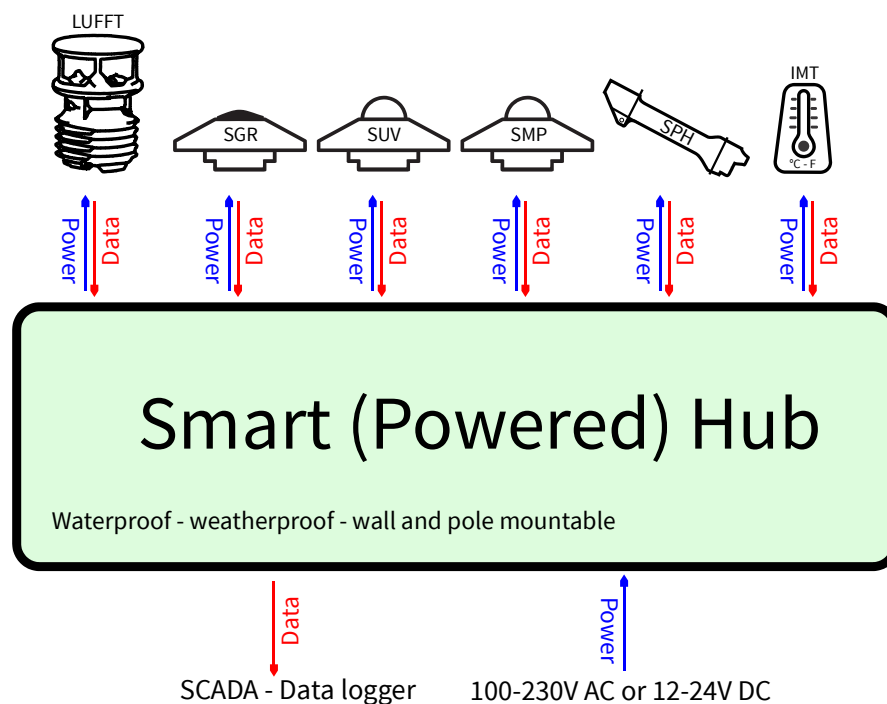 LUFFT
IMT
SGR
SUV
SMP
SPH
°C - F
Power
Data
Power
Data
Power
Data
Power
Data
Power
Data
Power
Data
Smart (Powered) Hub
Waterproof - weatherproof - wall and pole mountable
Data
Power
SCADA - Data logger
100-230V AC or 12-24V DC